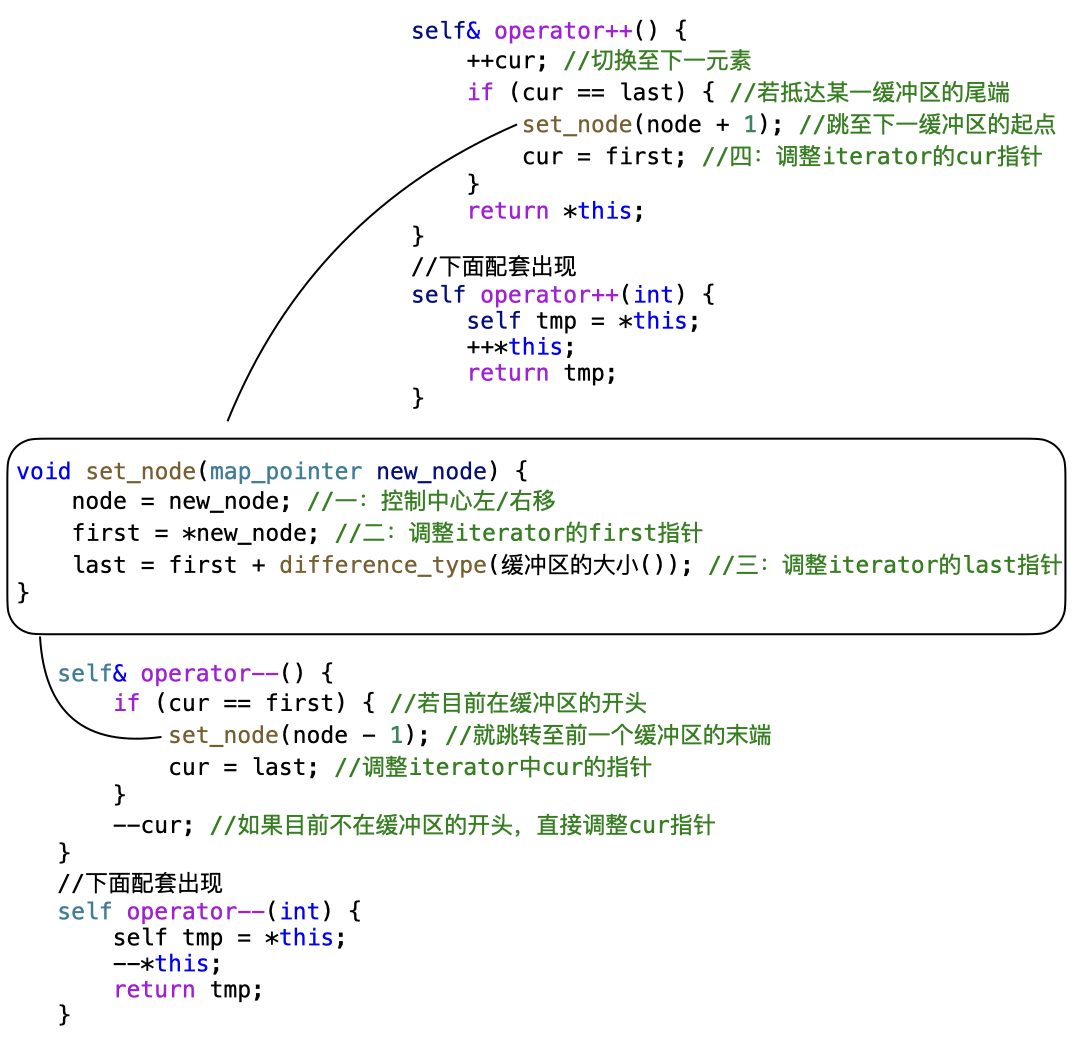 self& operator++() {
    ++cur; //切换至下一元素
    if (cur == last) { //若抵达某一缓冲区的尾端
        set_node(node + 1); //跳至下一缓冲区的起点
        cur = first; //四：调整iterator的cur指针
    }
    return *this;
}
//下面配套出现
self operator++(int) {
    self tmp = *this;
    ++*this;
    return tmp;
}
void set_node(map_pointer new_node) {
    node = new_node; //一：控制中心左/右移
    first = *new_node; //二：调整iterator的first指针
    last = first + difference_type(缓冲区的大小()); //三：调整iterator的last指针
}
self& operator--() {
    if (cur == first) { //若目前在缓冲区的开头
        set_node(node - 1); //就跳转至前一个缓冲区的末端
        cur = last; //调整iterator中cur的指针
    }
    --cur; //如果目前不在缓冲区的开头，直接调整cur指针
}
//下面配套出现
self operator--(int) {
    self tmp = *this;
    --*this;
    return tmp;
}